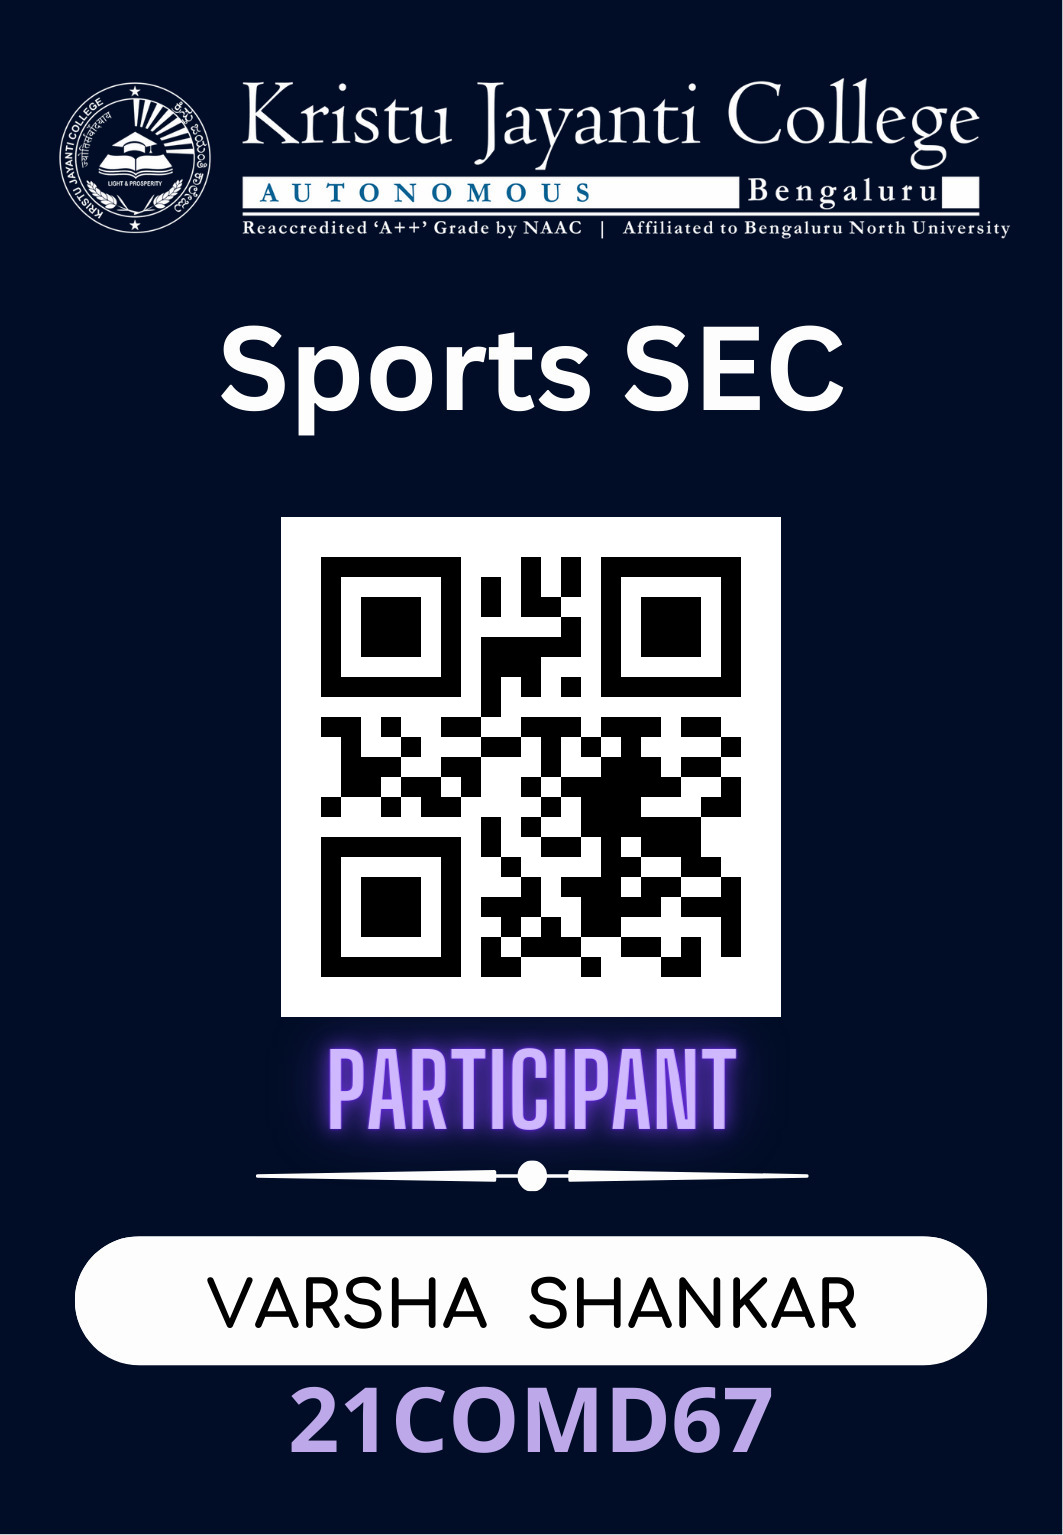 Kristu Jayanti College
AUTONOMOUS Bengaluru
Reaccredited ‘A++’ Grade by NAAC | Affiliated to Bengaluru North University
KRISTU JAYANTI COLLEGE
LIGHT & PROSPERITY
Sports SEC
PARTICIPANT
VARSHA SHANKAR
21COMD67